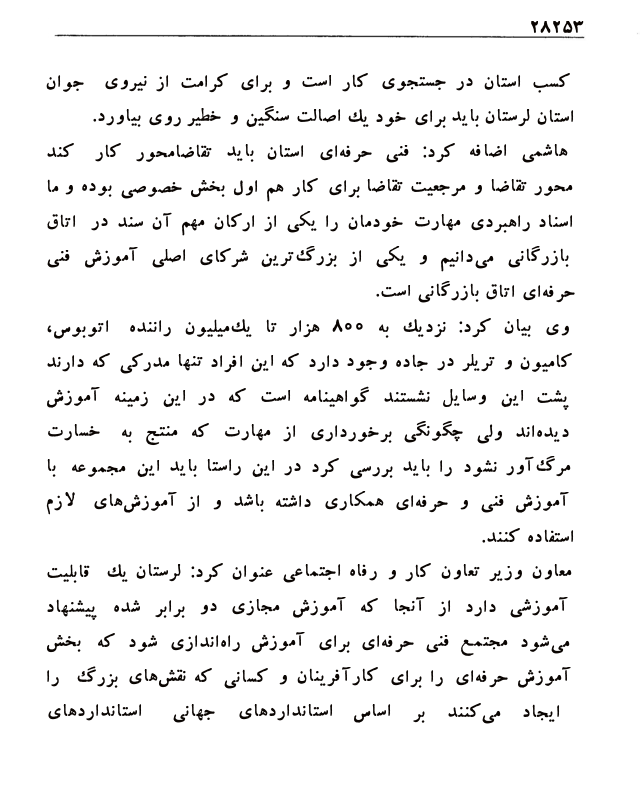 ۲۸۲۵۳
کسب استان در جستجوی کار است و برای کرامت از نیروی جوان
استان لرستان باید برای خود یك اصالت سنگین و خطیر روی بیاورد.
هاشمی اضافه کرد: فنی حرفه‌ای استان باید تقاضامحور کار کند
محور تقاضا و مرجعیت تقاضا برای کار هم اول بخش خصوصی بوده و ما
اسناد راهبردی مهارت خودمان را یکی از ارکان مهم آن سند در اتاق
بازرگانی می‌دانیم و یکی از بزرگ‌ترین شرکای اصلی آموزش فنی
حرفه‌ای اتاق بازرگانی است.
وی بیان کرد: نزدیك به ۸۰۰ هزار تا یك‌میلیون راننده اتوبوس،
کامیون و تریلر در جاده وجود دارد که این افراد تنها مدرکی که دارند
پشت این وسایل نشستند گواهینامه است که در این زمینه آموزش
دیده‌اند ولی چگونگی برخورداری از مهارت که منتج به خسارت
مرگ‌آور نشود را باید بررسی کرد در این راستا باید این مجموعه با
آموزش فنی و حرفه‌ای همکاری داشته باشد و از آموزش‌های لازم
استفاده کنند.
معاون وزیر تعاون کار و رفاه اجتماعی عنوان کرد: لرستان یك قابلیت
آموزشی دارد از آنجا که آموزش مجازی دو برابر شده پیشنهاد
می‌شود مجتمع فنی حرفه‌ای برای آموزش راه‌اندازی شود که بخش
آموزش حرفه‌ای را برای کارآفرینان و کسانی که نقش‌های بزرگ را
ایجاد می‌کنند بر اساس استانداردهای جهانی استانداردهای